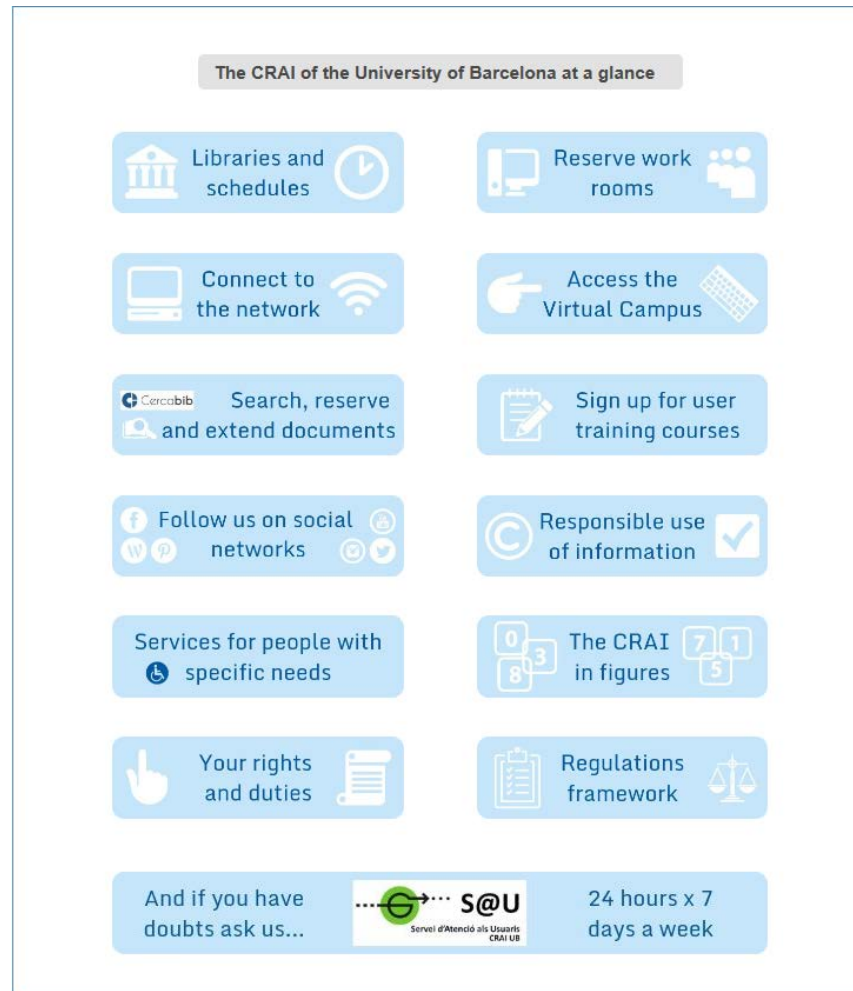 The CRAI of the University of Barcelona at a glance
Libraries and
schedules
Reserve work
rooms
Connect to
the network
Access the
Virtual Campus
Cercabib
Search, reserve
and extend documents
Sign up for user
training courses
Follow us on social
networks
Responsible use
of information
Services for people with
specific needs
0
3
8
The CRAI
in figures
7 1
5
Your rights
and duties
Regulations
framework
And if you have
doubts ask us...
S@U
Servei d'Atenció als Usuaris
CRAI UB
24 hours x 7
days a week